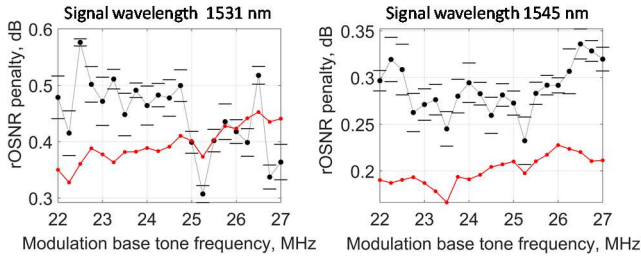 Signal wavelength 1531 nm
rOSNR penalty, dB
0.6
0.5
0.4
0.3
22 23 24 25 26 27
Modulation base tone frequency, MHz
Signal wavelength 1545 nm
rOSNR penalty, dB
0.35
0.3
0.25
0.2
22 23 24 25 26 27
Modulation base tone frequency, MHz